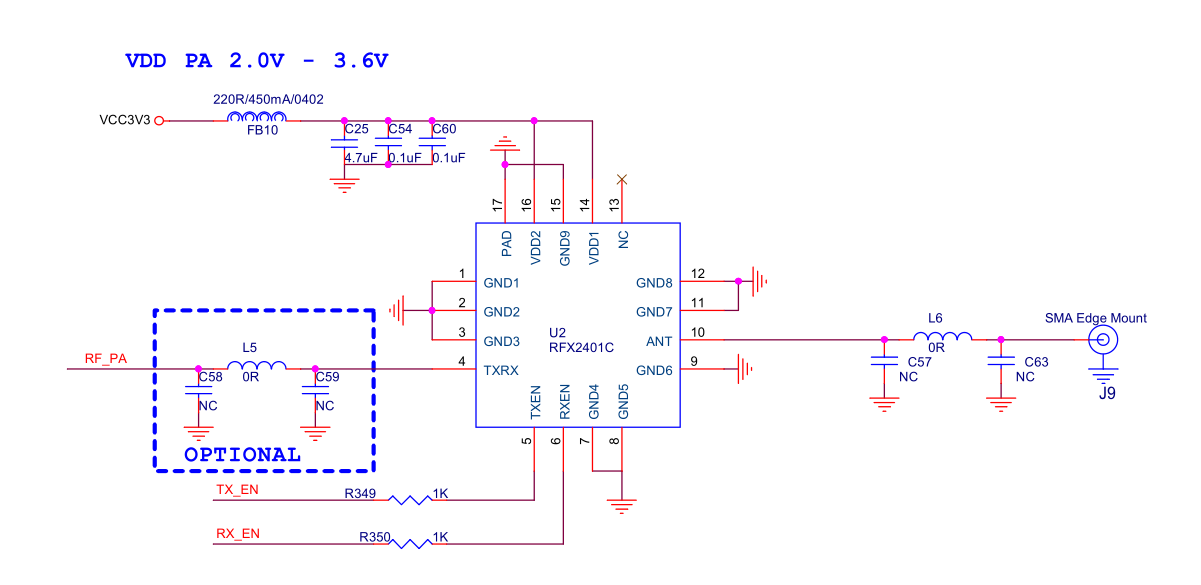 VDD PA 2.0V - 3.6V
220R/450mA/0402
VCC3V3
FB10
C25 C54 C60
4.7uF 0.1uF 0.1uF
17 16 15 14 13
PAD VDD2 GND9 VDD1 NC
1 GND1 GND8 12
2 GND2 GND7 11
3 GND3 ANT 10
4 TXRX GND6 9
U2
RFX2401C
TXEN RXEN GND4 GND5
5 6 7 8
RF_PA
L5
0R
C58 C59
NC NC
OPTIONAL
TX_EN R349 1K
RX_EN R350 1K
L6
0R
C57 C63
NC NC
SMA Edge Mount
J9